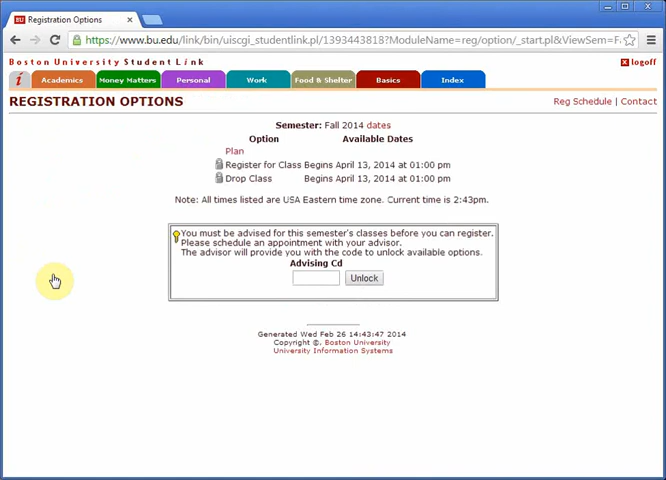 Registration Options
https://www.bu.edu/link/bin/uiscgi_studentlink.pl/1393443818?ModuleName=reg/option/_start.pl&ViewSem=F
Boston University Student Link
logoff
i Academics Money Matters Personal Work Food & Shelter Basics Index
REGISTRATION OPTIONS
Reg Schedule | Contact
Semester: Fall 2014 dates
Option Available Dates
Plan
Register for Class Begins April 13, 2014 at 01:00 pm
Drop Class Begins April 13, 2014 at 01:00 pm
Note: All times listed are USA Eastern time zone. Current time is 2:43pm.
You must be advised for this semester's classes before you can register.
Please schedule an appointment with your advisor.
The advisor will provide you with the code to unlock available options.
Advising Cd
Unlock
Generated Wed Feb 26 14:43:47 2014
Copyright ©, Boston University
University Information Systems